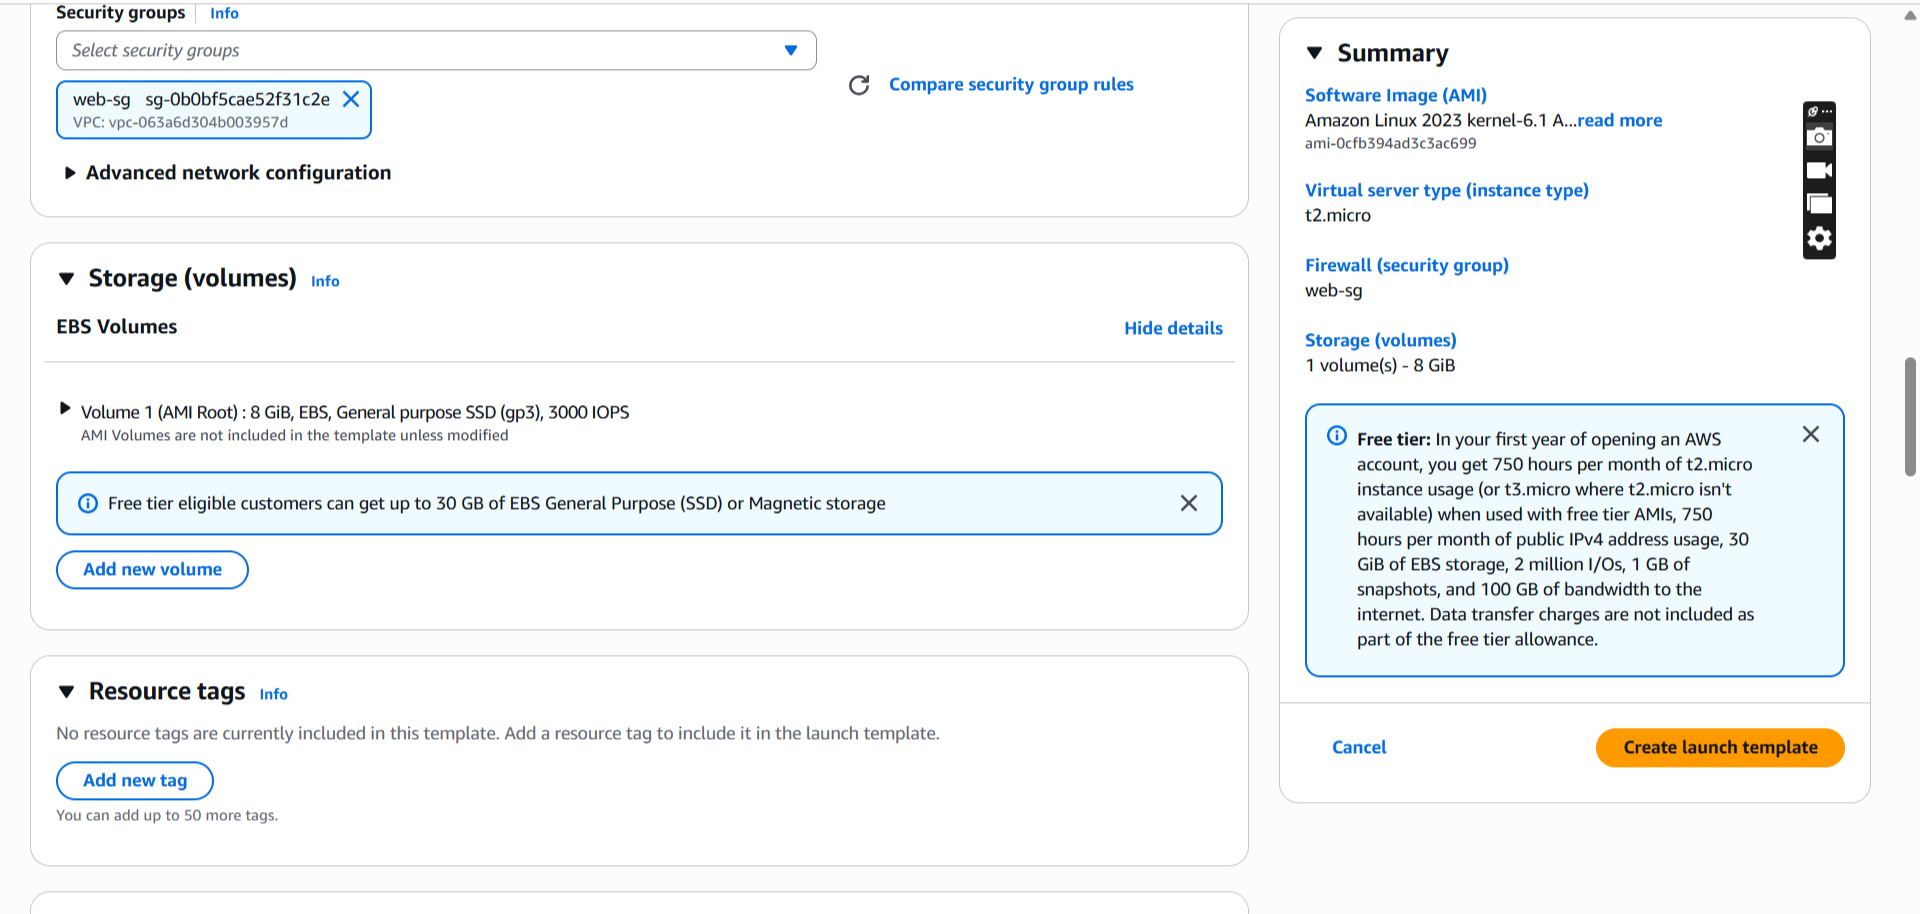 Security groups Info
Select security groups
web-sg sg-0b0bf5cae52f31c2e
VPC: vpc-063a6d304b003957d
Compare security group rules
Advanced network configuration
Storage (volumes) Info
EBS Volumes
Hide details
Volume 1 (AMI Root) : 8 GiB, EBS, General purpose SSD (gp3), 3000 IOPS
AMI Volumes are not included in the template unless modified
Free tier eligible customers can get up to 30 GB of EBS General Purpose (SSD) or Magnetic storage
Add new volume
Resource tags Info
No resource tags are currently included in this template. Add a resource tag to include it in the launch template.
Add new tag
You can add up to 50 more tags.
Summary
Software Image (AMI)
Amazon Linux 2023 kernel-6.1 A...read more
ami-0cfb394ad3c3ac699
Virtual server type (instance type)
t2.micro
Firewall (security group)
web-sg
Storage (volumes)
1 volume(s) - 8 GiB
Free tier: In your first year of opening an AWS
account, you get 750 hours per month of t2.micro
instance usage (or t3.micro where t2.micro isn't
available) when used with free tier AMIs, 750
hours per month of public IPv4 address usage, 30
GiB of EBS storage, 2 million I/Os, 1 GB of
snapshots, and 100 GB of bandwidth to the
internet. Data transfer charges are not included as
part of the free tier allowance.
Cancel
Create launch template